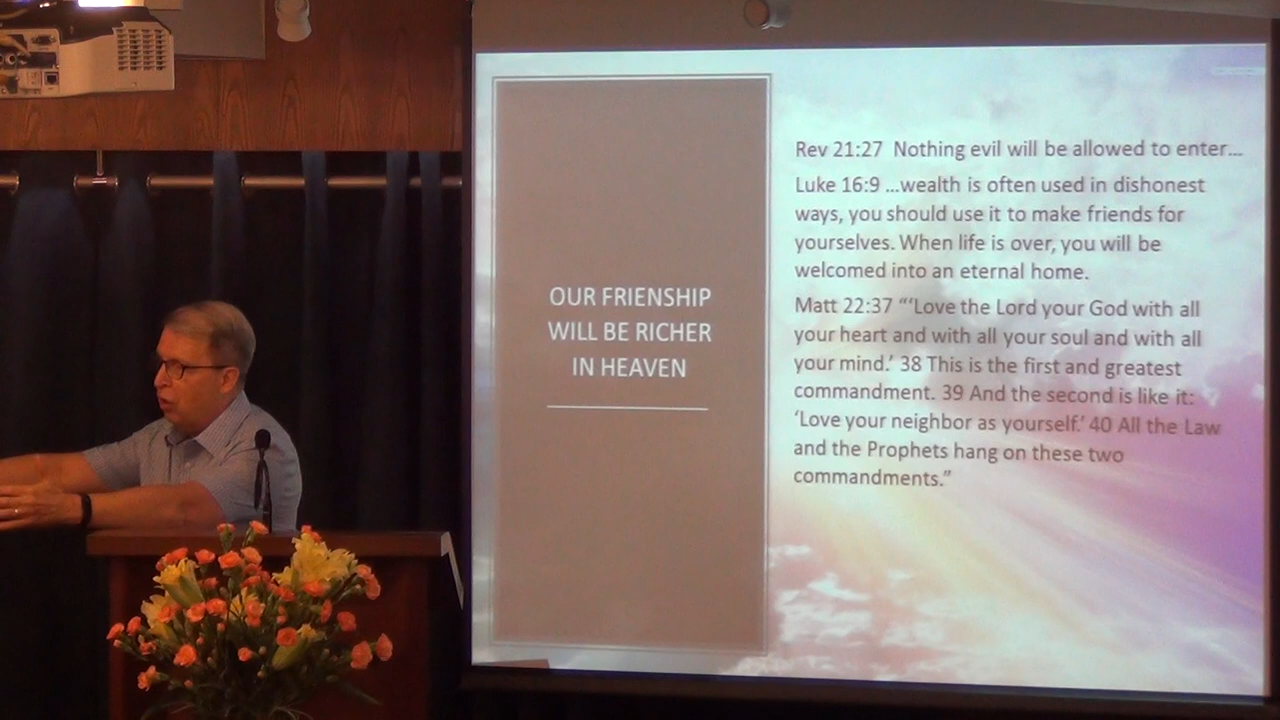 OUR FRIENSHIP
WILL BE RICHER
IN HEAVEN
Rev 21:27 Nothing evil will be allowed to enter...
Luke 16:9 ...wealth is often used in dishonest
ways, you should use it to make friends for
yourselves. When life is over, you will be
welcomed into an eternal home.
Matt 22:37 “‘Love the Lord your God with all
your heart and with all your soul and with all
your mind.’ 38 This is the first and greatest
commandment. 39 And the second is like it:
‘Love your neighbor as yourself.’ 40 All the Law
and the Prophets hang on these two
commandments.”